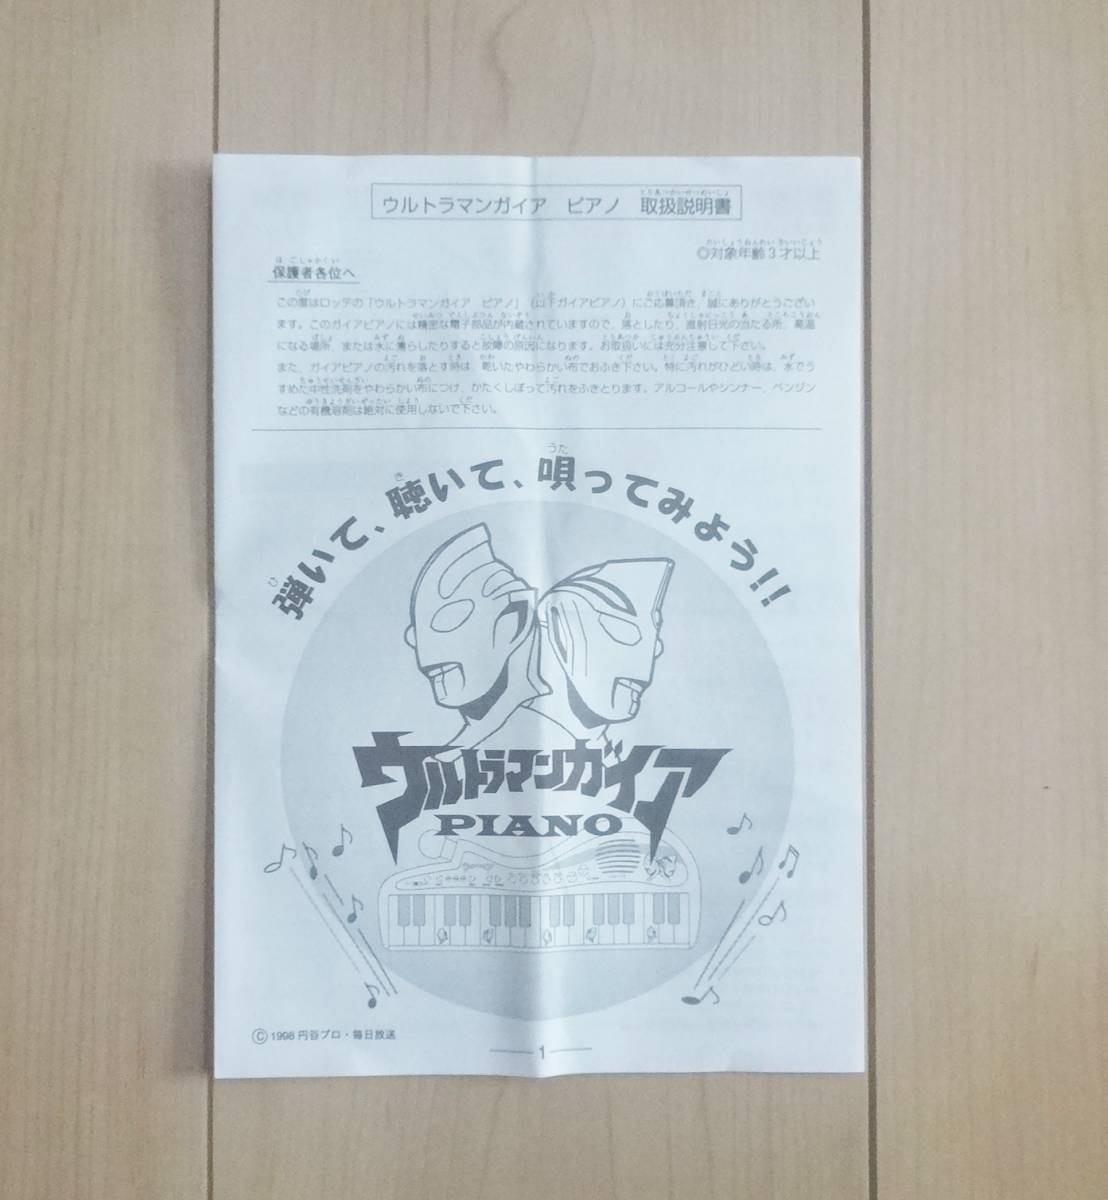 ウルトラマンガイア ピアノ 取扱説明書
◎対象年齢3才以上
保護者各位へ
この度はロッテの「ウルトラマンガイア ピアノ」(以下ガイアピアノ)にご応募頂き、誠にありがとうござい
ます。このガイアピアノには精密な電子部品が内蔵されていますので、落としたり、直射日光の当たる所、高温
になる場所、または水に濡らしたりすると故障の原因になります。お取扱いには充分注意して下さい。
また、ガイアピアノの汚れを落とす時は、乾いたやわらかい布でおふき下さい。特に汚れがひどい時は、水でう
すめた中性洗剤をやわらかい布につけ、かたくしぼって汚れをふきとります。アルコールやシンナー、ベンジン
などの有機溶剤は絶対に使用しないで下さい。
弾いて、聴いて、唄ってみよう!!
ウルトラマンガイア
PIANO
©1998 円谷プロ・毎日放送
1